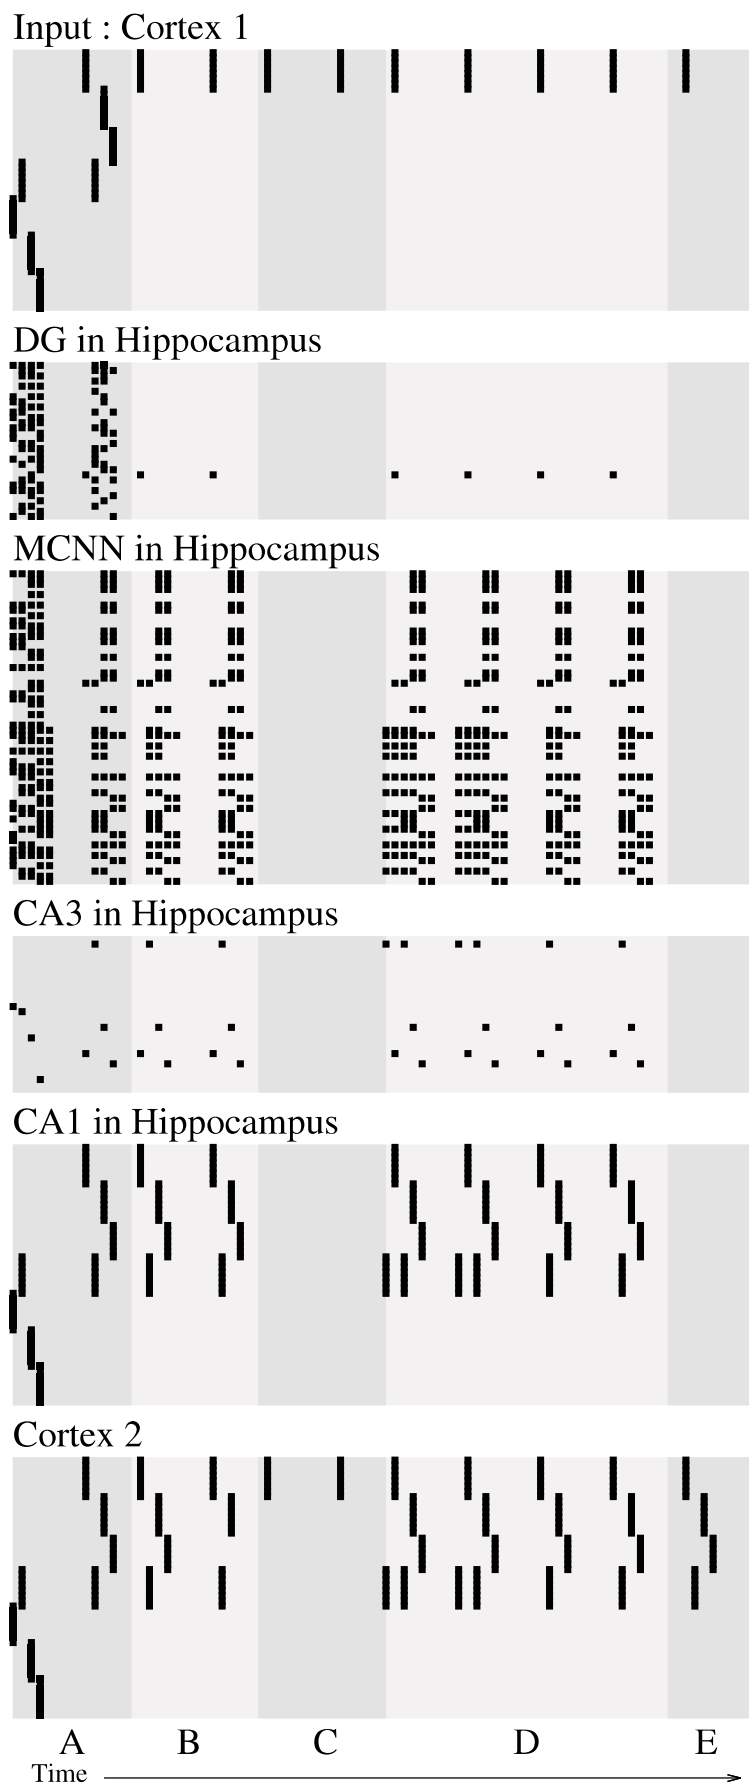 Input : Cortex 1
DG in Hippocampus
MCNN in Hippocampus
CA3 in Hippocampus
CA1 in Hippocampus
Cortex 2
A B C D E
Time